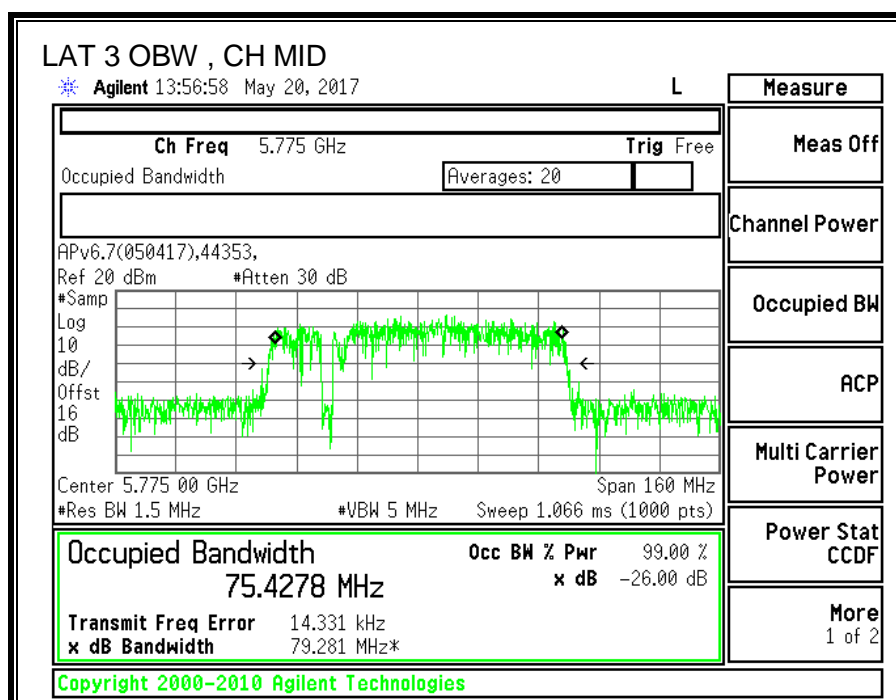 LAT 3 OBW , CH MID
Agilent 13:56:58 May 20, 2017 L
Measure
Ch Freq 5.775 GHz Trig Free
Meas Off
Occupied Bandwidth Averages: 20
Channel Power
APv6.7(050417),44353,
Ref 20 dBm #Atten 30 dB
#Samp
Log
10
dB/
Offst
16
dB
Occupied BW
ACP
Multi Carrier
Power
Center 5.775 00 GHz Span 160 MHz
#Res BW 1.5 MHz #VBW 5 MHz Sweep 1.066 ms (1000 pts)
Power Stat
CCDF
Occupied Bandwidth Occ BW % Pwr 99.00 %
75.4278 MHz x dB -26.00 dB
Transmit Freq Error 14.331 kHz
x dB Bandwidth 79.281 MHz*
More
1 of 2
Copyright 2000-2010 Agilent Technologies